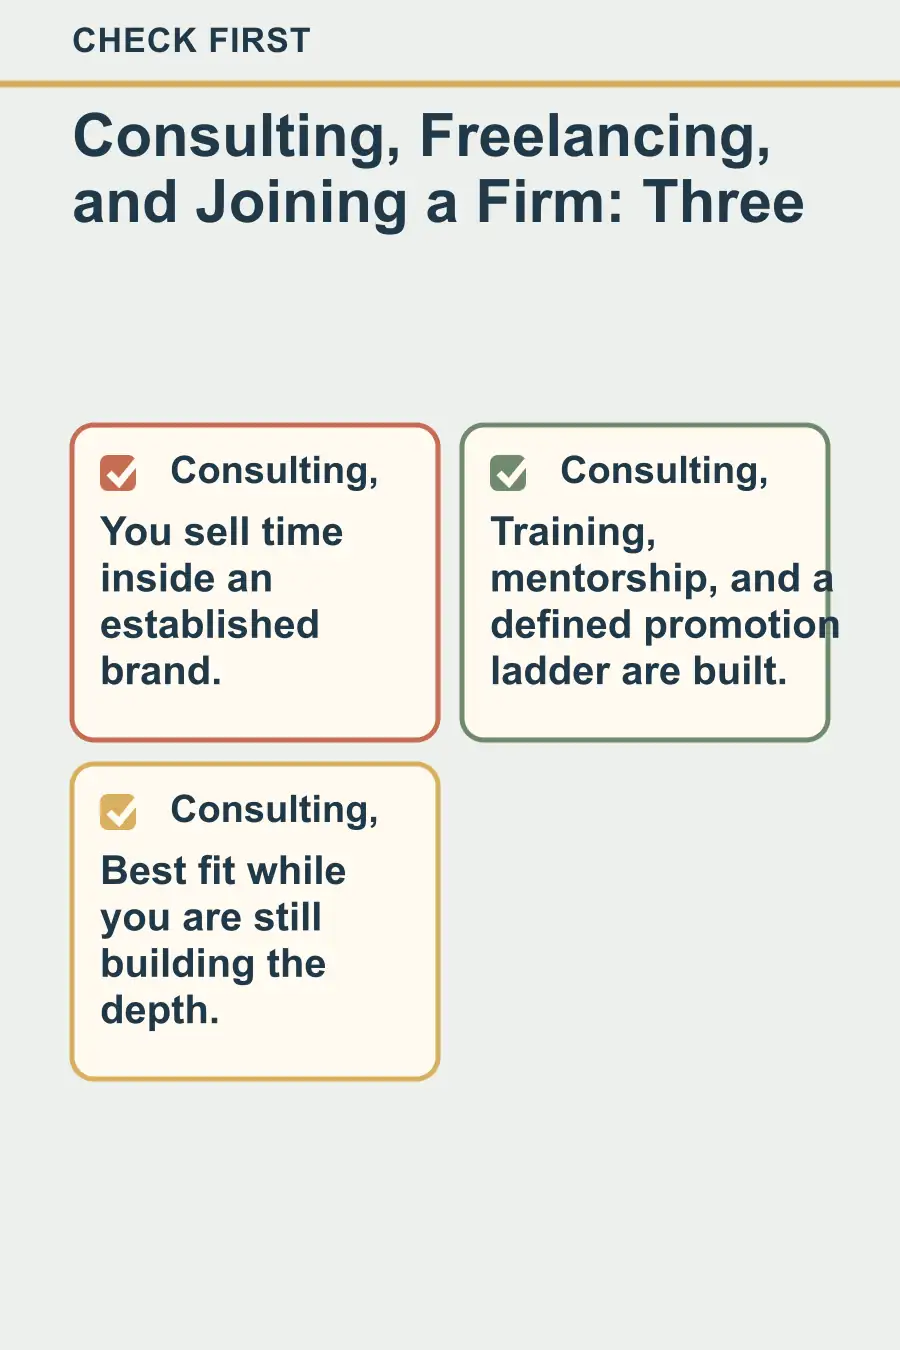 CHECK FIRST
Consulting, Freelancing,
and Joining a Firm: Three
Consulting,
You sell time
inside an
established
brand.
Consulting,
Training,
mentorship, and a
defined promotion
ladder are built.
Consulting,
Best fit while
you are still
building the
depth.